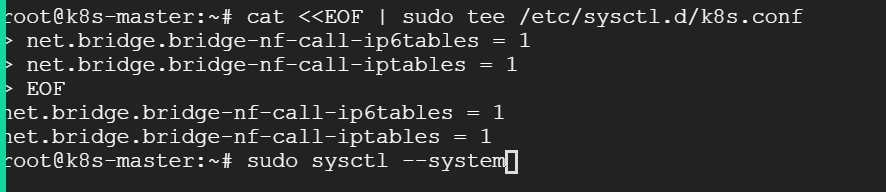 root@k8s-master:~# cat <<EOF | sudo tee /etc/sysctl.d/k8s.conf
> net.bridge.bridge-nf-call-ip6tables = 1
> net.bridge.bridge-nf-call-iptables = 1
> EOF
net.bridge.bridge-nf-call-ip6tables = 1
net.bridge.bridge-nf-call-iptables = 1
root@k8s-master:~# sudo sysctl --system